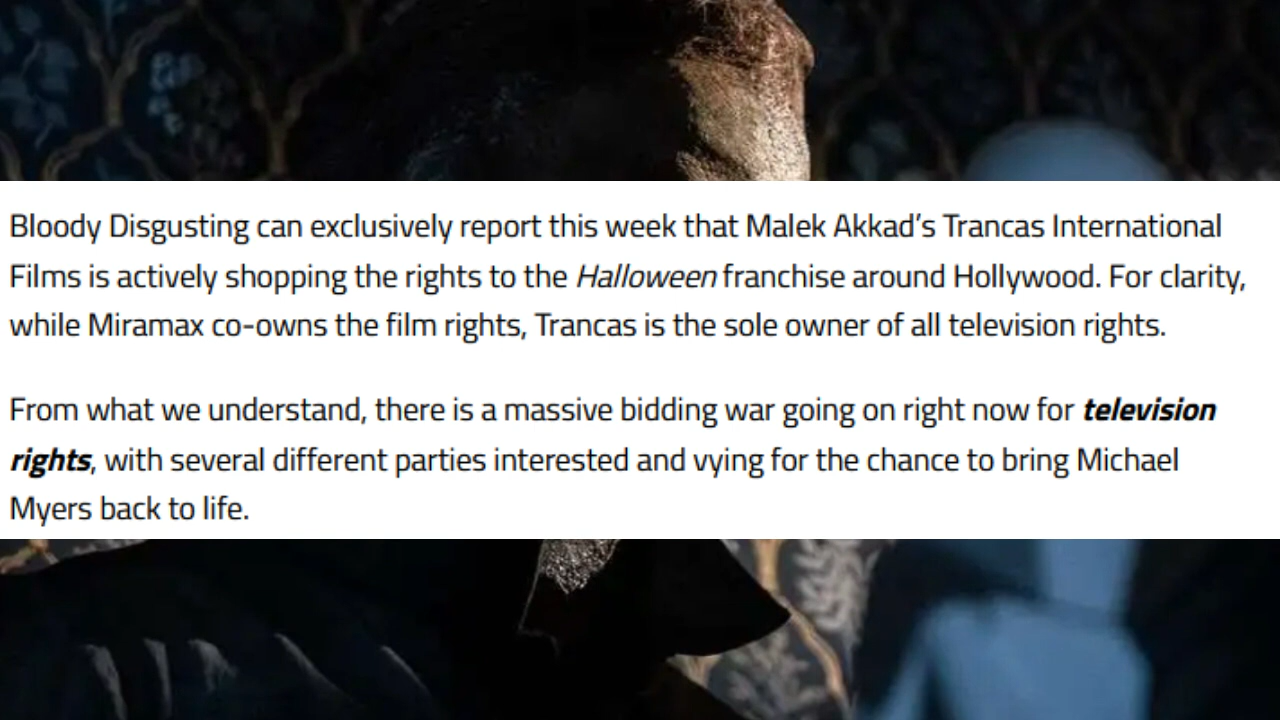 Bloody Disgusting can exclusively report this week that Malek Akkad’s Trancas International
Films is actively shopping the rights to the Halloween franchise around Hollywood. For clarity,
while Miramax co-owns the film rights, Trancas is the sole owner of all television rights.
From what we understand, there is a massive bidding war going on right now for television
rights, with several different parties interested and vying for the chance to bring Michael
Myers back to life.